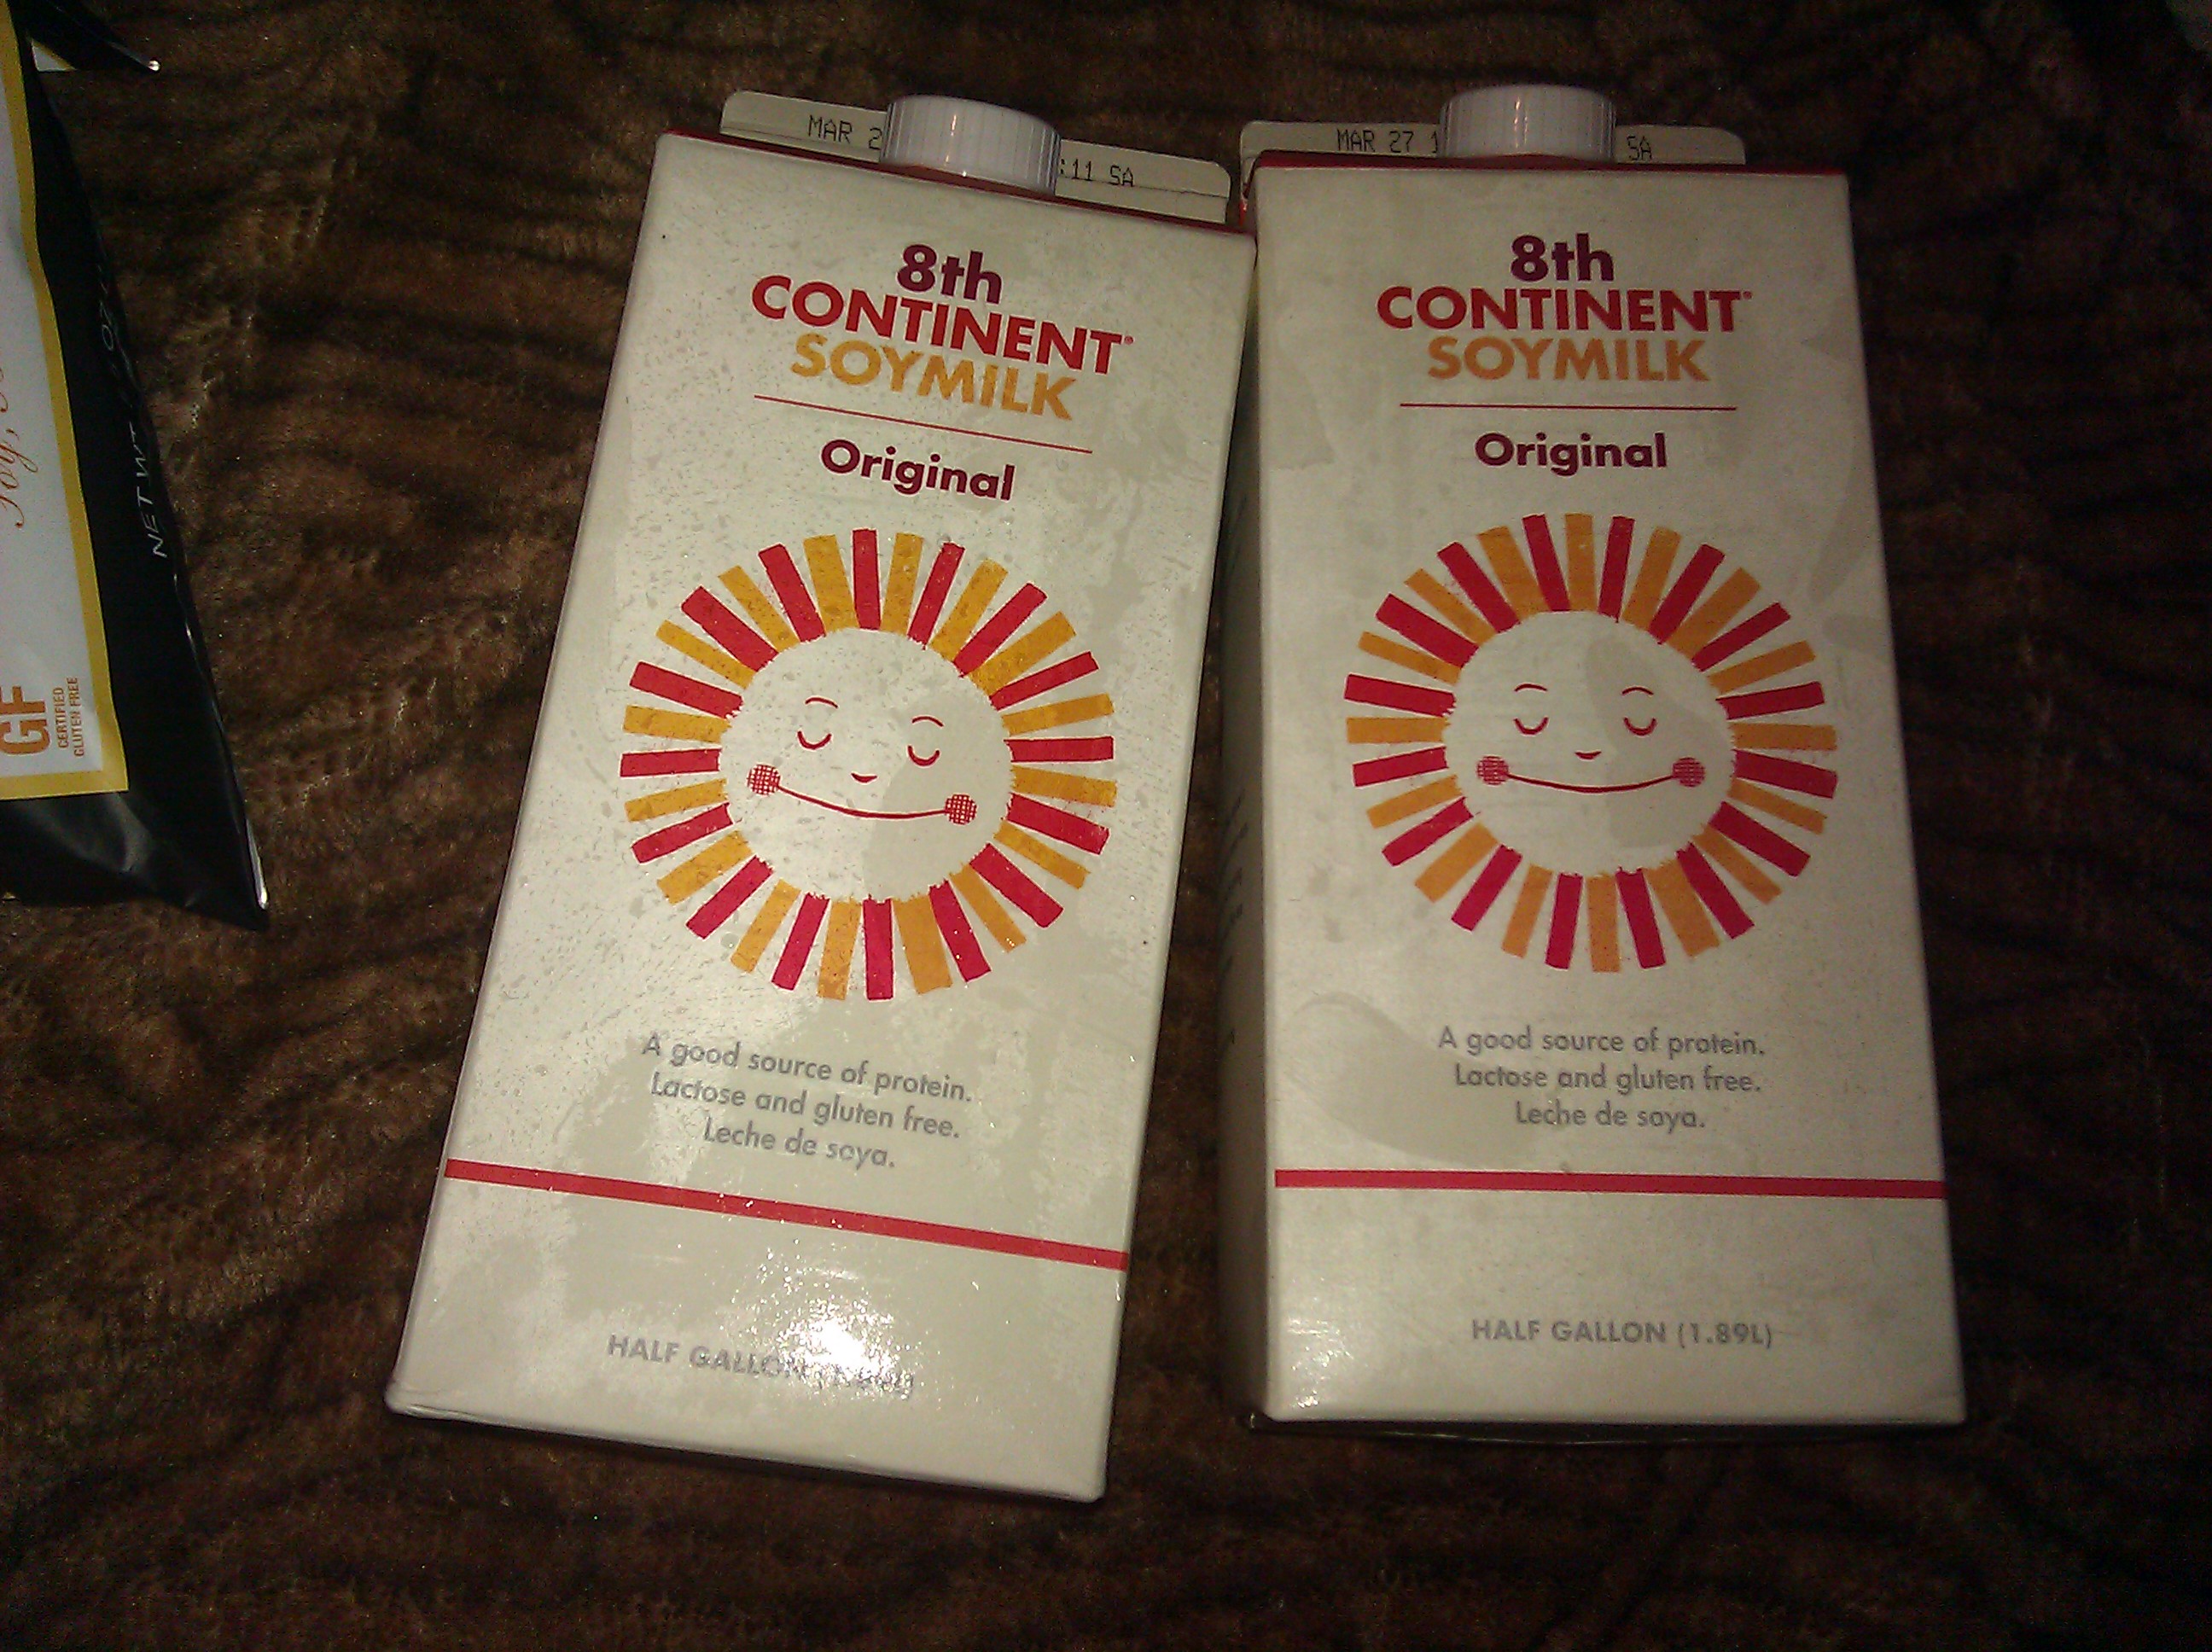 MAR 2
:11 SA
8th
CONTINENT
SOYMILK
Original
A good source of protein.
Lactose and gluten free.
Leche de soya.
HALF GALLON
MAR 27 1
SA
8th
CONTINENT
SOYMILK
Original
A good source of protein.
Lactose and gluten free.
Leche de soya.
HALF GALLON (1.89L)
NET WT
OZ
GF
CERTIFIED
GLUTEN FREE